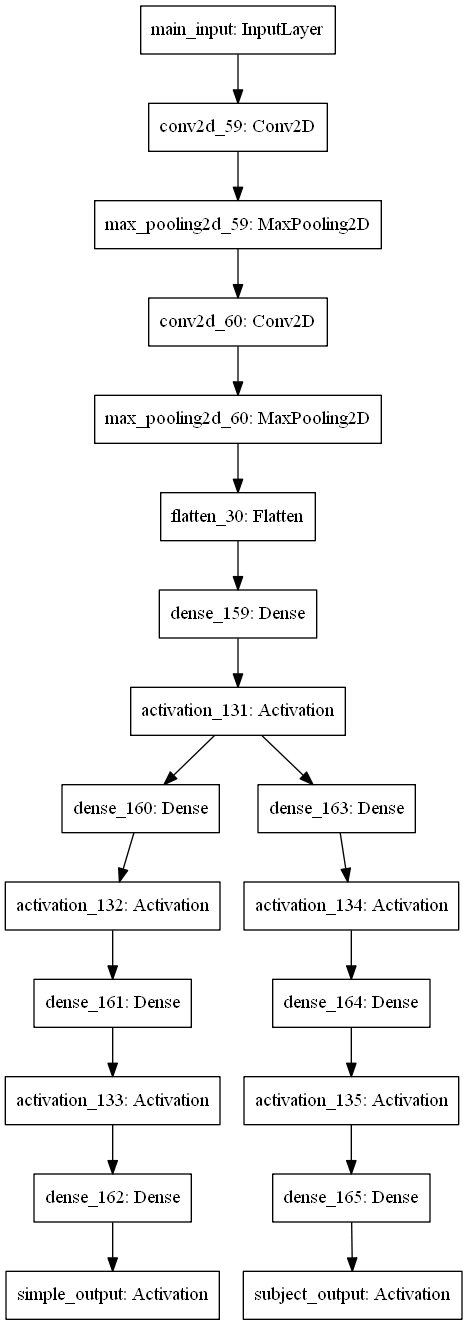 main_input: InputLayer
conv2d_59: Conv2D
max_pooling2d_59: MaxPooling2D
conv2d_60: Conv2D
max_pooling2d_60: MaxPooling2D
flatten_30: Flatten
dense_159: Dense
activation_131: Activation
dense_160: Dense
dense_163: Dense
activation_132: Activation
activation_134: Activation
dense_161: Dense
dense_164: Dense
activation_133: Activation
activation_135: Activation
dense_162: Dense
dense_165: Dense
simple_output: Activation
subject_output: Activation